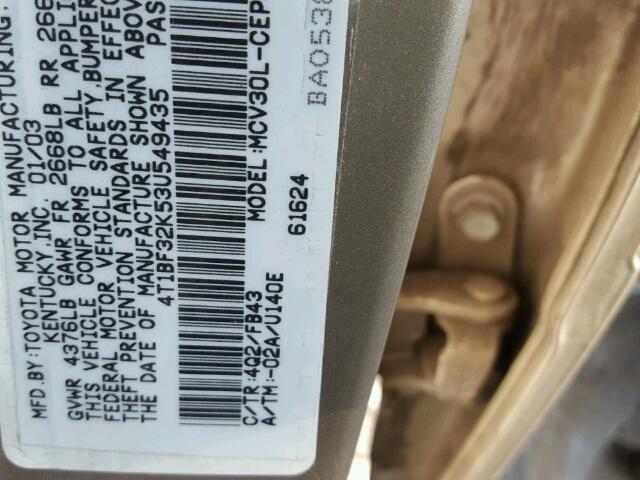 MFD.BY:TOYOTA MOTOR MANUFACTURING,
KENTUCKY,INC. 01/03
GVWR 4376LB GAWR FR 2668LB RR 266
THIS VEHICLE CONFORMS TO ALL APPLI
FEDERAL MOTOR VEHICLE SAFETY,BUMPER
THEFT PREVENTION STANDARDS IN EFFEC
THE DATE OF MANUFACTURE SHOWN ABOV
4T1BF32K53U549435 PAS
C/TR:4Q2/FB43 MODEL:MCV30L-CEP
A/TM:-02A/U140E 61624
BA053